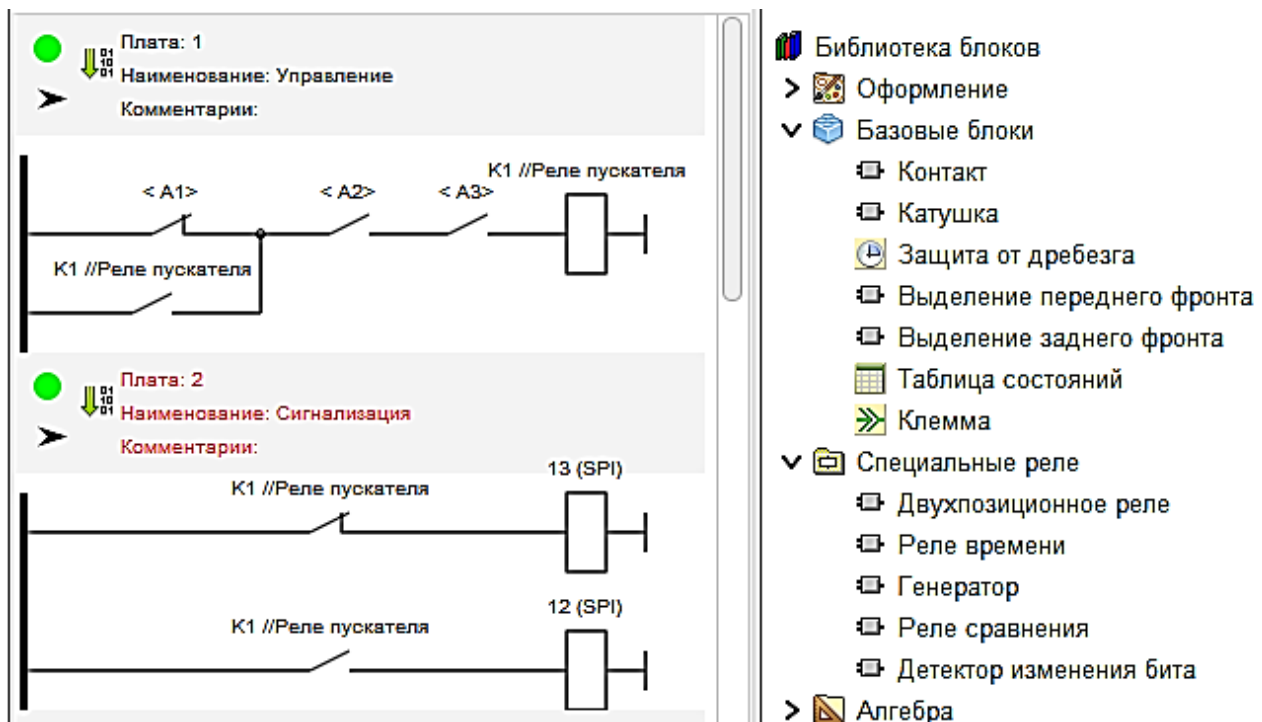 Плата: 1
Наименование: Управление
Комментарии:
K1 //Реле пускателя
< A1>
< A2>
< A3>
K1 //Реле пускателя
Плата: 2
Наименование: Сигнализация
Комментарии:
13 (SPI)
K1 //Реле пускателя
12 (SPI)
K1 //Реле пускателя
Библиотека блоков
Оформление
Базовые блоки
Контакт
Катушка
Защита от дребезга
Выделение переднего фронта
Выделение заднего фронта
Таблица состояний
Клемма
Специальные реле
Двухпозиционное реле
Реле времени
Генератор
Реле сравнения
Детектор изменения бита
Алгебра